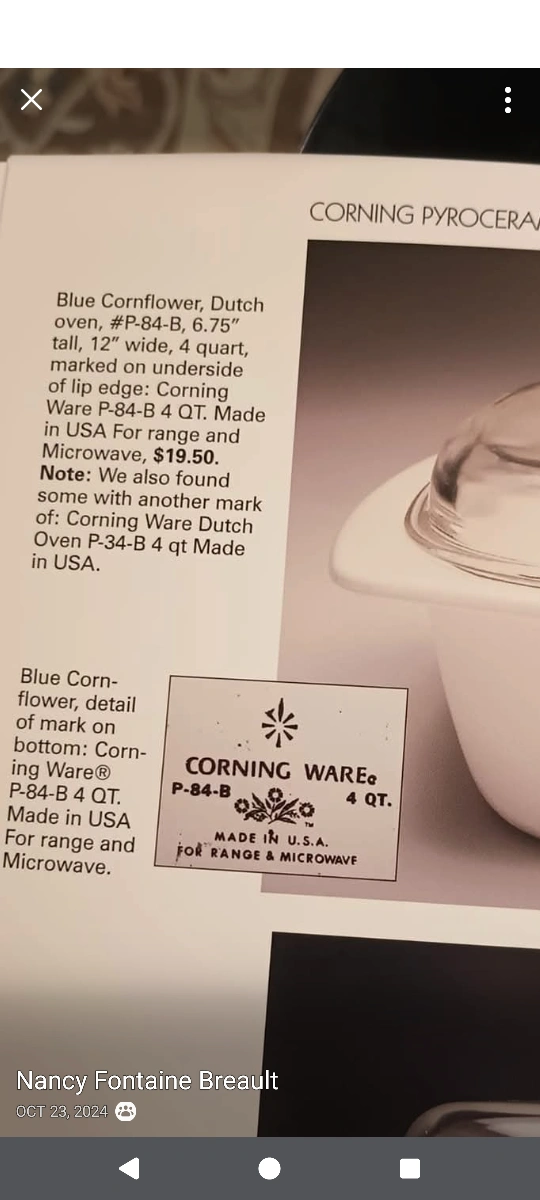 CORNING PYROCERA
Blue Cornflower, Dutch
oven, #P-84-B, 6.75"
tall, 12" wide, 4 quart,
marked on underside
of lip edge: Corning
Ware P-84-B 4 QT. Made
in USA For range and
Microwave, $19.50.
Note: We also found
some with another mark
of: Corning Ware Dutch
Oven P-34-B 4 qt Made
in USA.
Blue Corn-
flower, detail
of mark on
bottom: Corn-
ing Ware®
P-84-B 4 QT.
Made in USA
For range and
Microwave.
CORNING WARE®
P-84-B 4 QT.
TM
MADE IN U.S.A.
FOR RANGE & MICROWAVE
Nancy Fontaine Breault
OCT 23, 2024